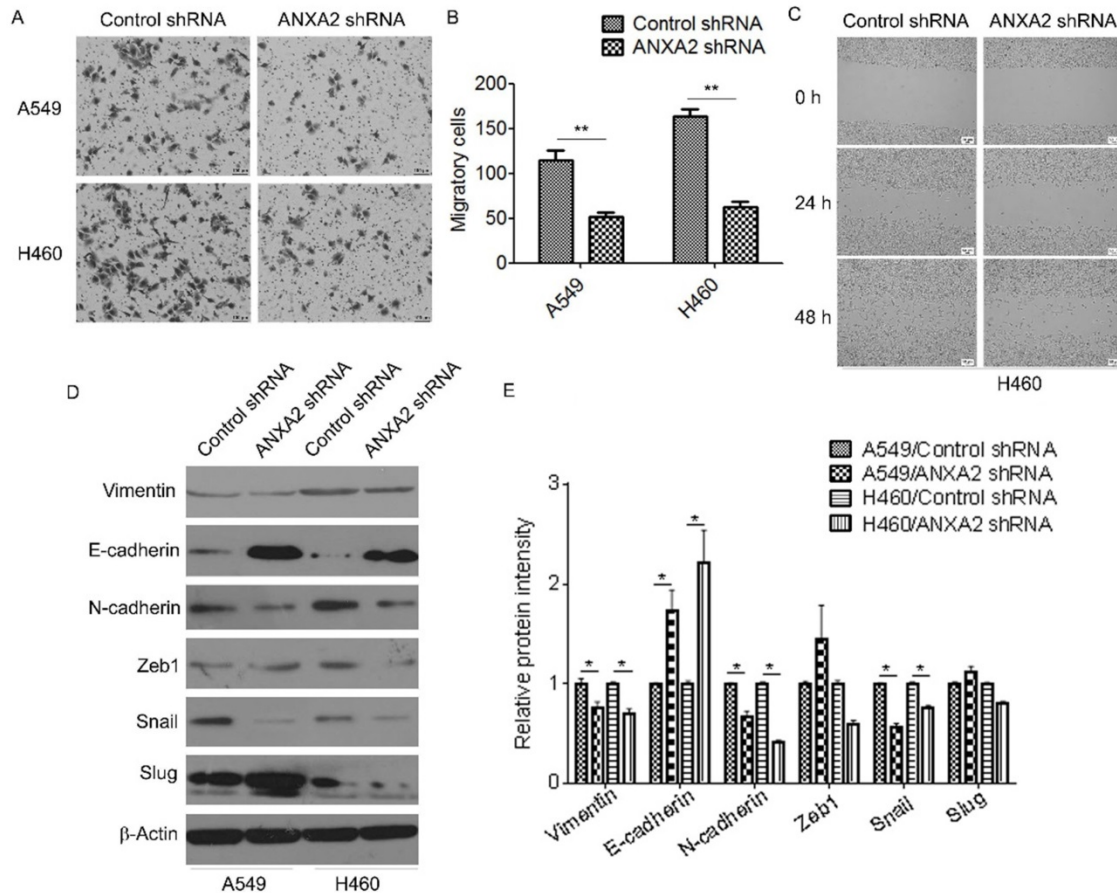 A
Control shRNA ANXA2 shRNA
A549
H460
B
Control shRNA
ANXA2 shRNA
Migratory cells
200
150
100
50
0
**
**
A549
H460
C
Control shRNA ANXA2 shRNA
0 h
24 h
48 h
H460
D
Control shRNA
ANXA2 shRNA
Control shRNA
ANXA2 shRNA
Vimentin
E-cadherin
N-cadherin
Zeb1
Snail
Slug
β-Actin
A549 H460
E
A549/Control shRNA
A549/ANXA2 shRNA
H460/Control shRNA
H460/ANXA2 shRNA
Relative protein intensity
3
2
1
0
* *
* *
* *
* *
Vimentin
E-cadherin
N-cadherin
Zeb1
Snail
Slug